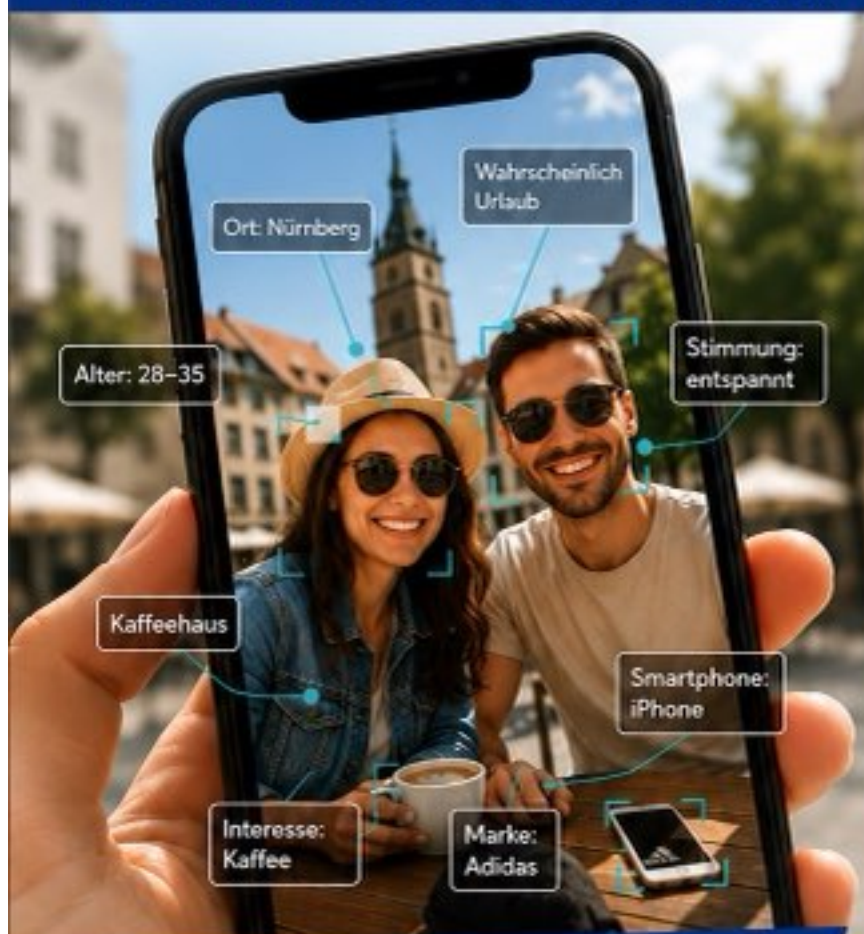 Wahrscheinlich
Urlaub
Ort: Nürnberg
Stimmung:
entspannt
Alter: 28–35
Kaffeehaus
Smartphone:
iPhone
Interesse:
Kaffee
Marke:
Adidas